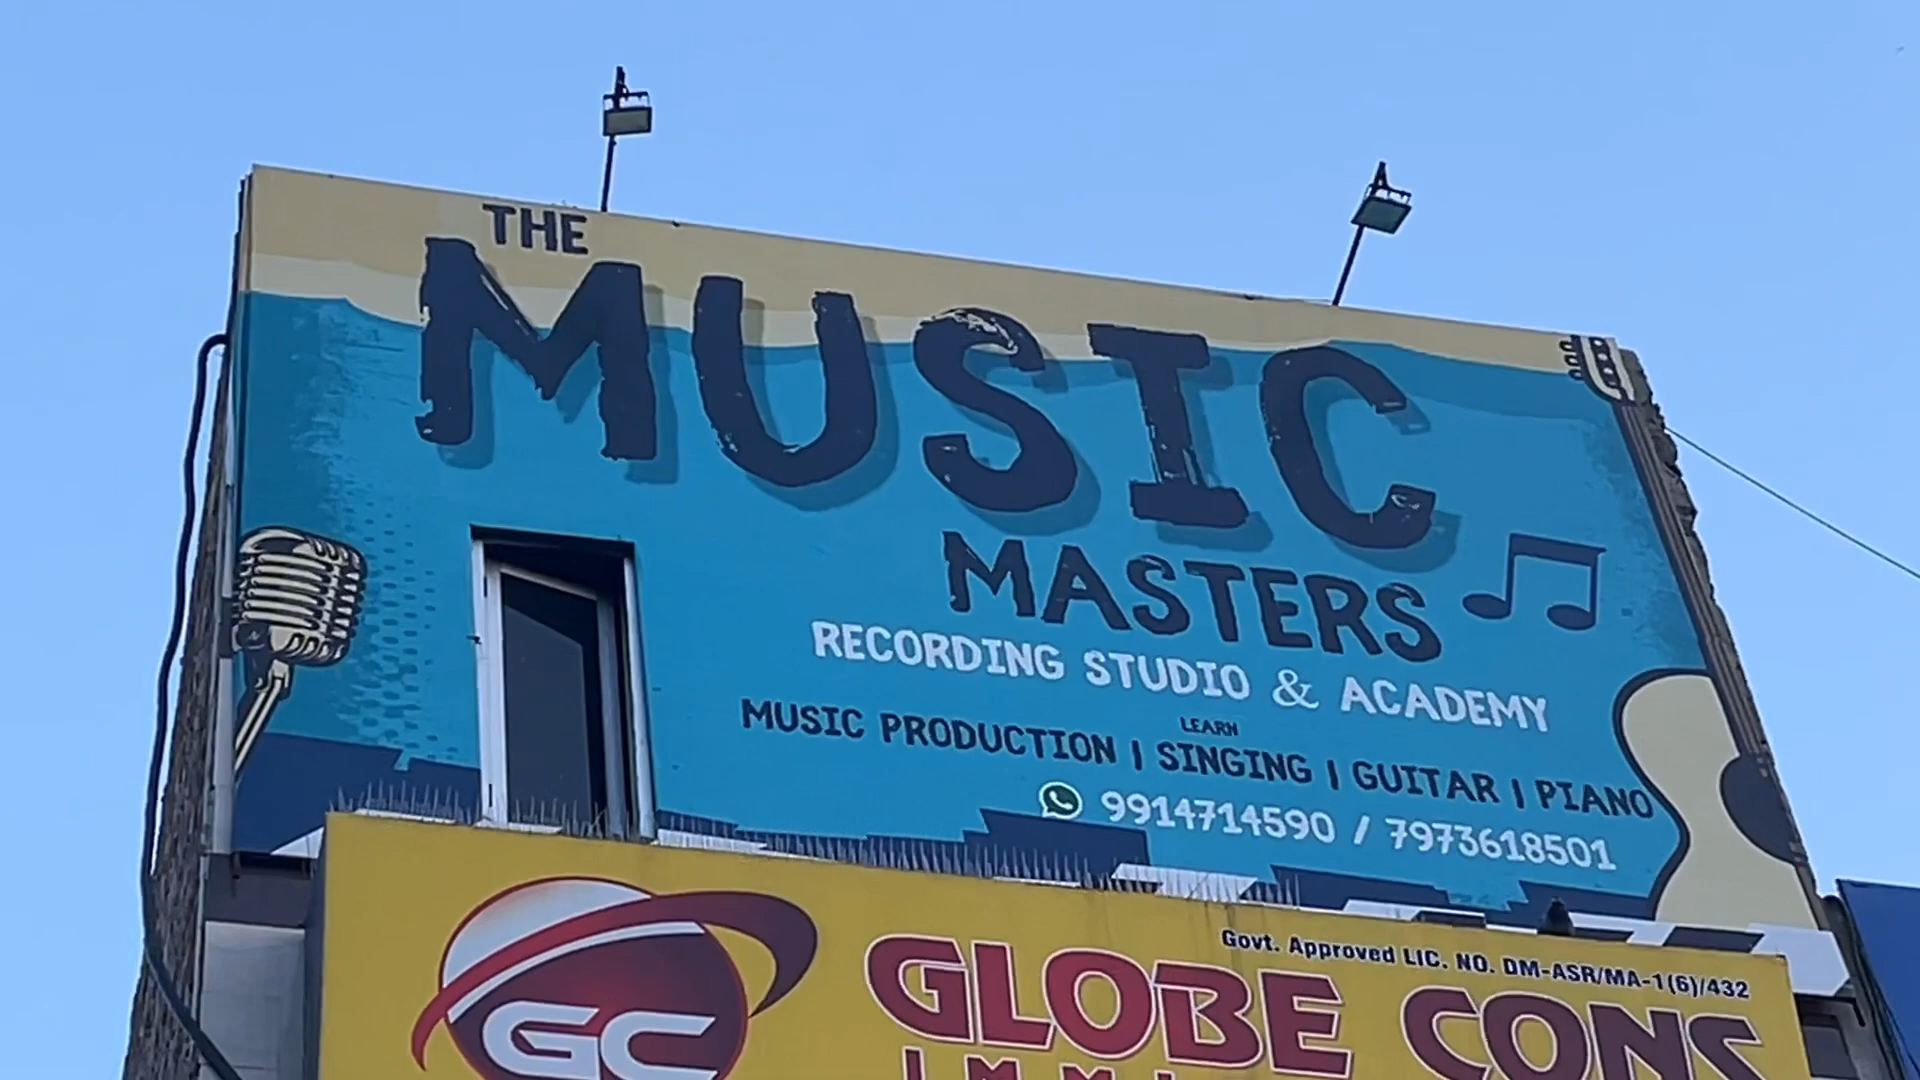 THE
MUSIC
MASTERS
RECORDING STUDIO & ACADEMY
LEARN
MUSIC PRODUCTION | SINGING | GUITAR | PIANO
9914714590 / 7973618501
Govt. Approved LIC. NO. DM-ASR/MA-1(6)/432
GC
GLOBE CONS